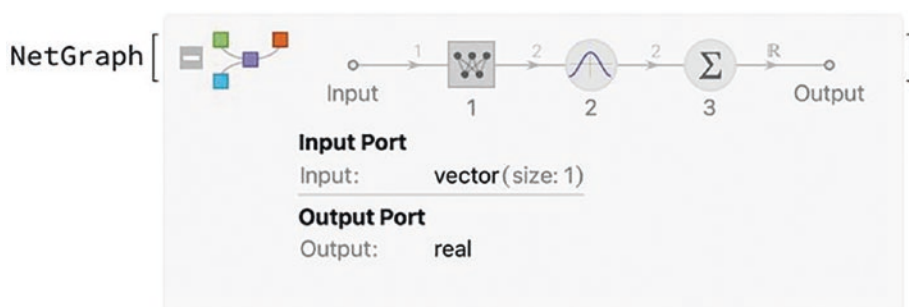 NetGraph[ ]
1 2 2 ℝ
Σ
Input 1 2 3 Output
Input Port
Input: vector(size: 1)
Output Port
Output: real